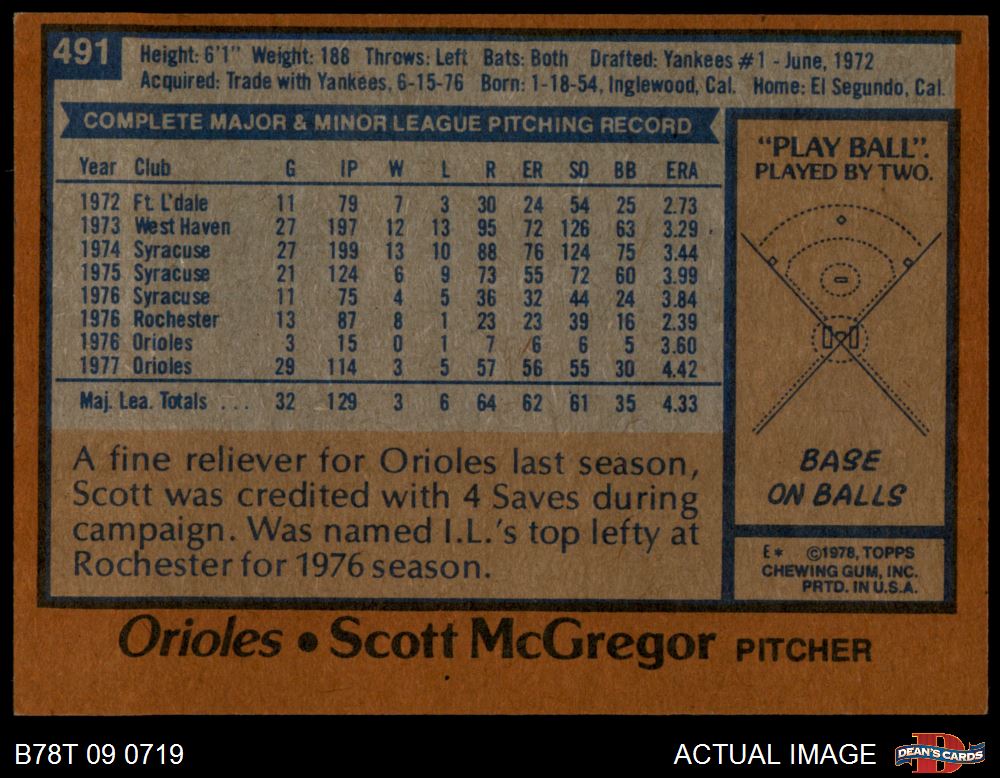 491
Height: 6'1" Weight: 188 Throws: Left Bats: Both Drafted: Yankees #1 - June, 1972
Acquired: Trade with Yankees, 6-15-76 Born: 1-18-54, Inglewood, Cal. Home: El Segundo, Cal.
COMPLETE MAJOR & MINOR LEAGUE PITCHING RECORD
Year Club G IP W L R ER SO BB ERA
1972 Ft. L'dale 11 79 7 3 30 24 54 25 2.73
1973 West Haven 27 197 12 13 95 72 126 63 3.29
1974 Syracuse 27 199 13 10 88 76 124 75 3.44
1975 Syracuse 21 124 6 9 73 55 72 60 3.99
1976 Syracuse 11 75 4 5 36 32 44 24 3.84
1976 Rochester 13 87 8 1 23 23 39 16 2.39
1976 Orioles 3 15 0 1 7 6 6 5 3.60
1977 Orioles 29 114 3 5 57 56 55 30 4.42
Maj. Lea. Totals ... 32 129 3 6 64 62 61 35 4.33
A fine reliever for Orioles last season,
Scott was credited with 4 Saves during
campaign. Was named I.L.'s top lefty at
Rochester for 1976 season.
"PLAY BALL".
PLAYED BY TWO.
BASE
ON BALLS
E* ©1978, TOPPS
CHEWING GUM, INC.
PRTD. IN U.S.A.
Orioles • Scott McGregor PITCHER
B78T 09 0719
ACTUAL IMAGE
DEAN'S CARDS